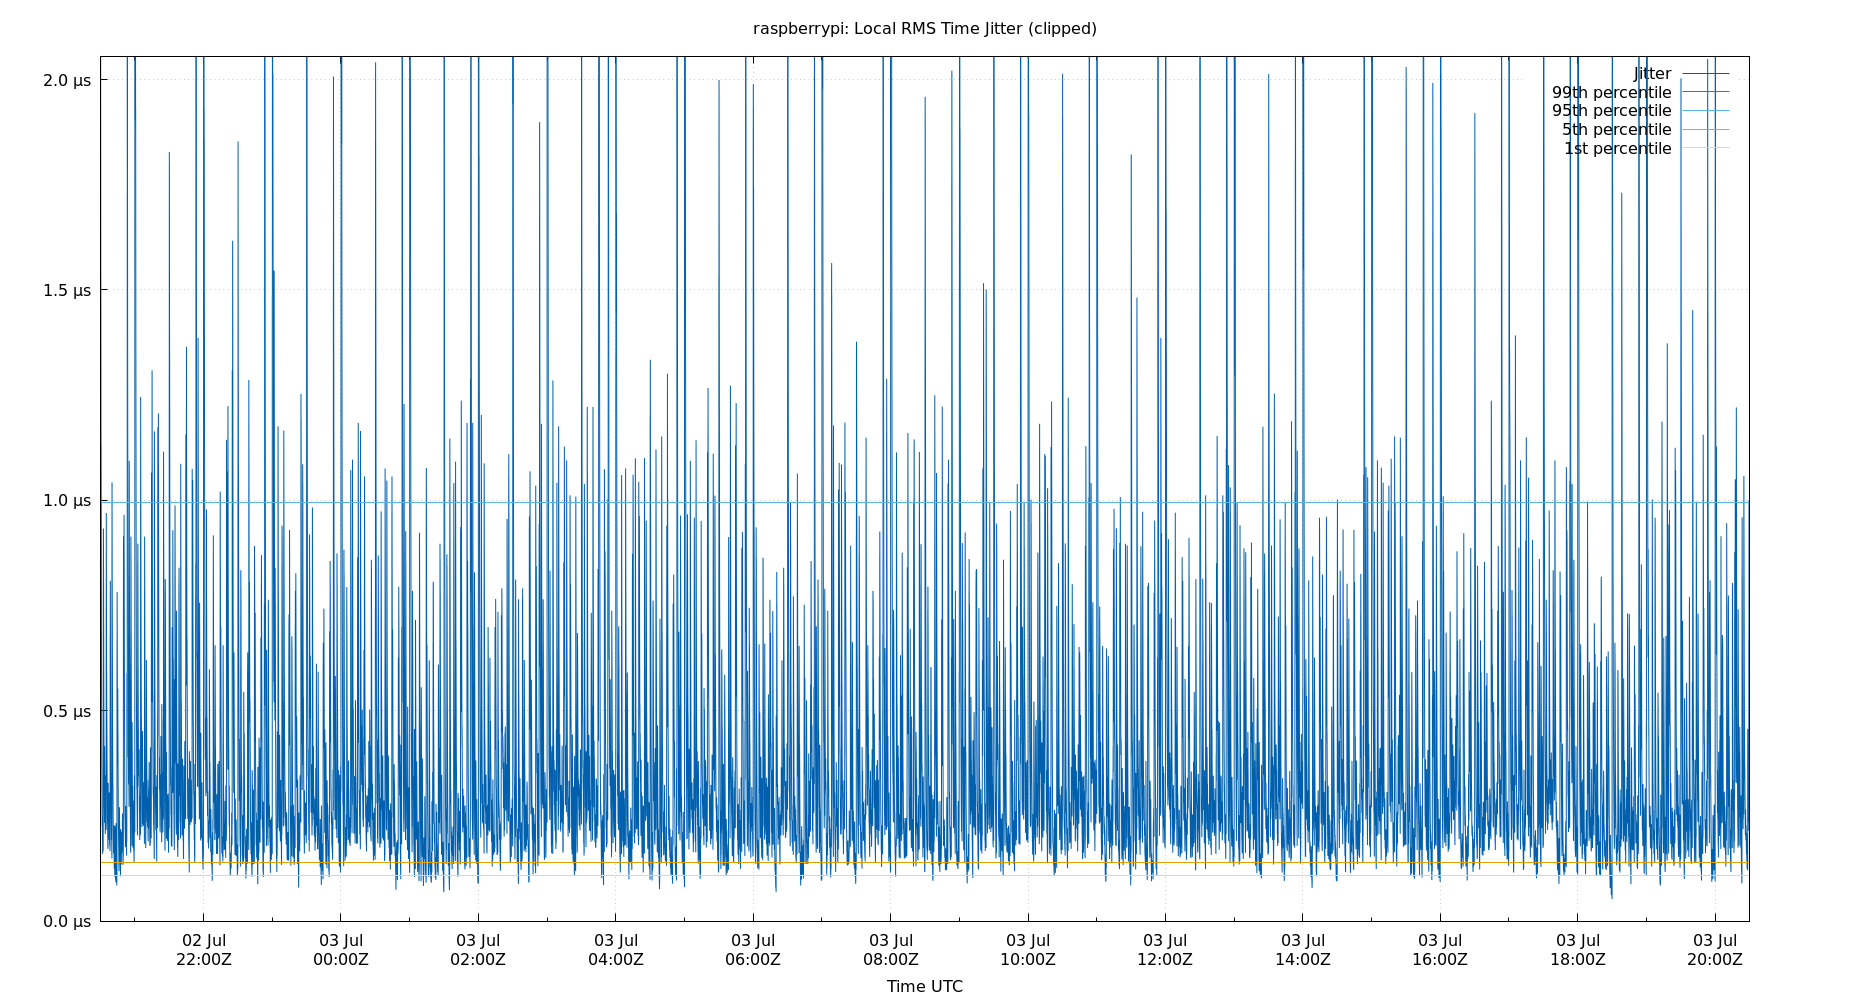 raspberrypi: Local RMS Time Jitter (clipped)
2.0 µs
1.5 µs
1.0 µs
0.5 µs
0.0 µs
Jitter
99th percentile
95th percentile
5th percentile
1st percentile
02 Jul 03 Jul 03 Jul 03 Jul 03 Jul 03 Jul 03 Jul 03 Jul 03 Jul 03 Jul 03 Jul 03 Jul
22:00Z 00:00Z 02:00Z 04:00Z 06:00Z 08:00Z 10:00Z 12:00Z 14:00Z 16:00Z 18:00Z 20:00Z
Time UTC